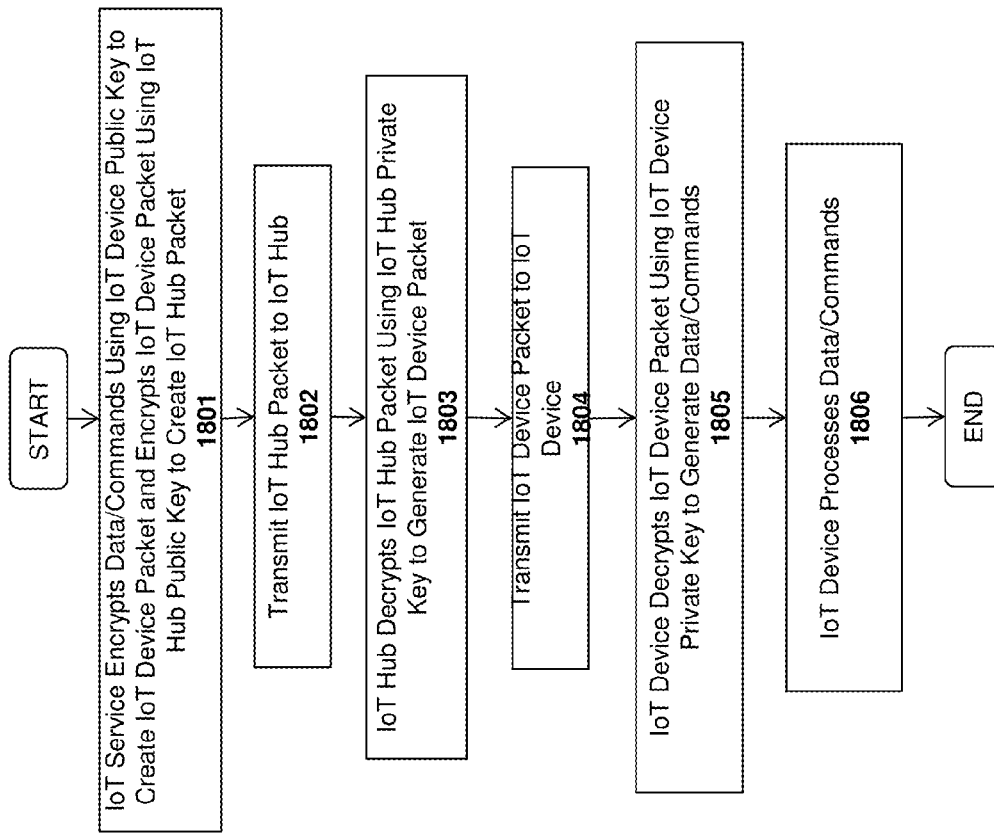 START
IoT Service Encrypts Data/Commands Using IoT Device Public Key to
Create IoT Device Packet and Encrypts IoT Device Packet Using IoT
Hub Public Key to Create IoT Hub Packet
1801
Transmit IoT Hub Packet to IoT Hub
1802
IoT Hub Decrypts IoT Hub Packet Using IoT Hub Private
Key to Generate IoT Device Packet
1803
Transmit IoT Device Packet to IoT
Device
1804
IoT Device Decrypts IoT Device Packet Using IoT Device
Private Key to Generate Data/Commands
1805
IoT Device Processes Data/Commands
1806
END